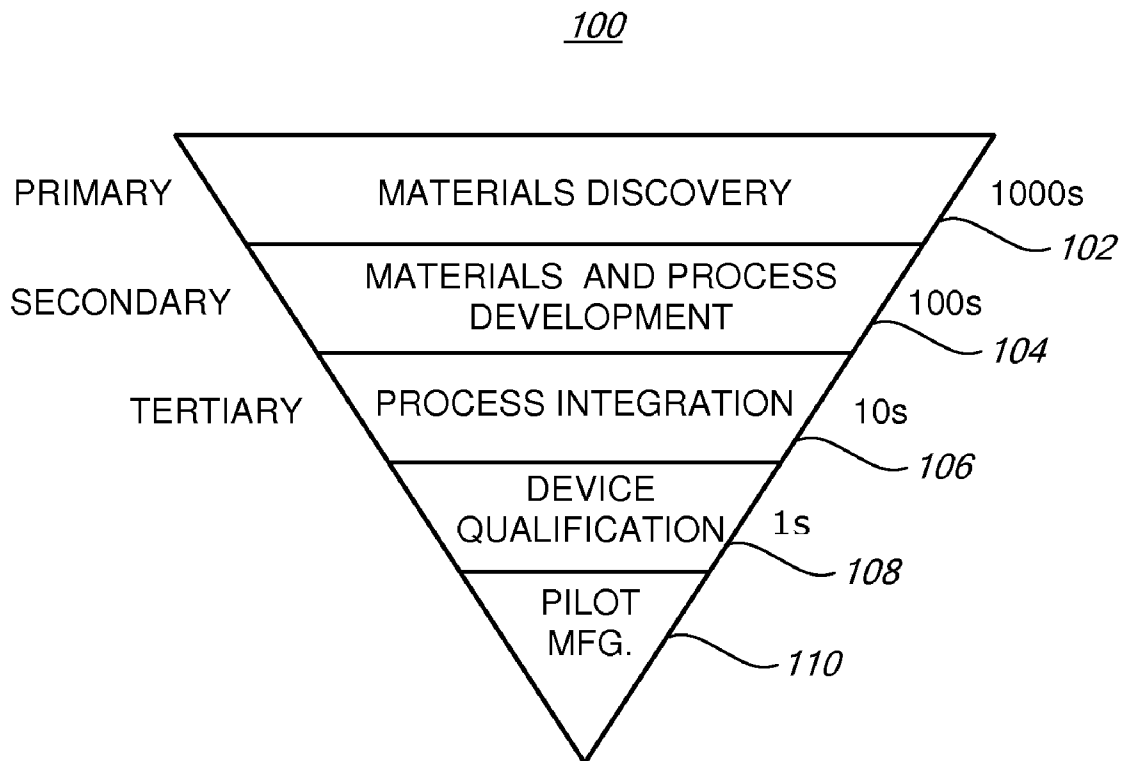 100
PRIMARY
MATERIALS DISCOVERY
1000s
102
SECONDARY
MATERIALS AND PROCESS
DEVELOPMENT
100s
104
TERTIARY
PROCESS INTEGRATION
10s
106
DEVICE
QUALIFICATION
1s
108
PILOT
MFG.
110